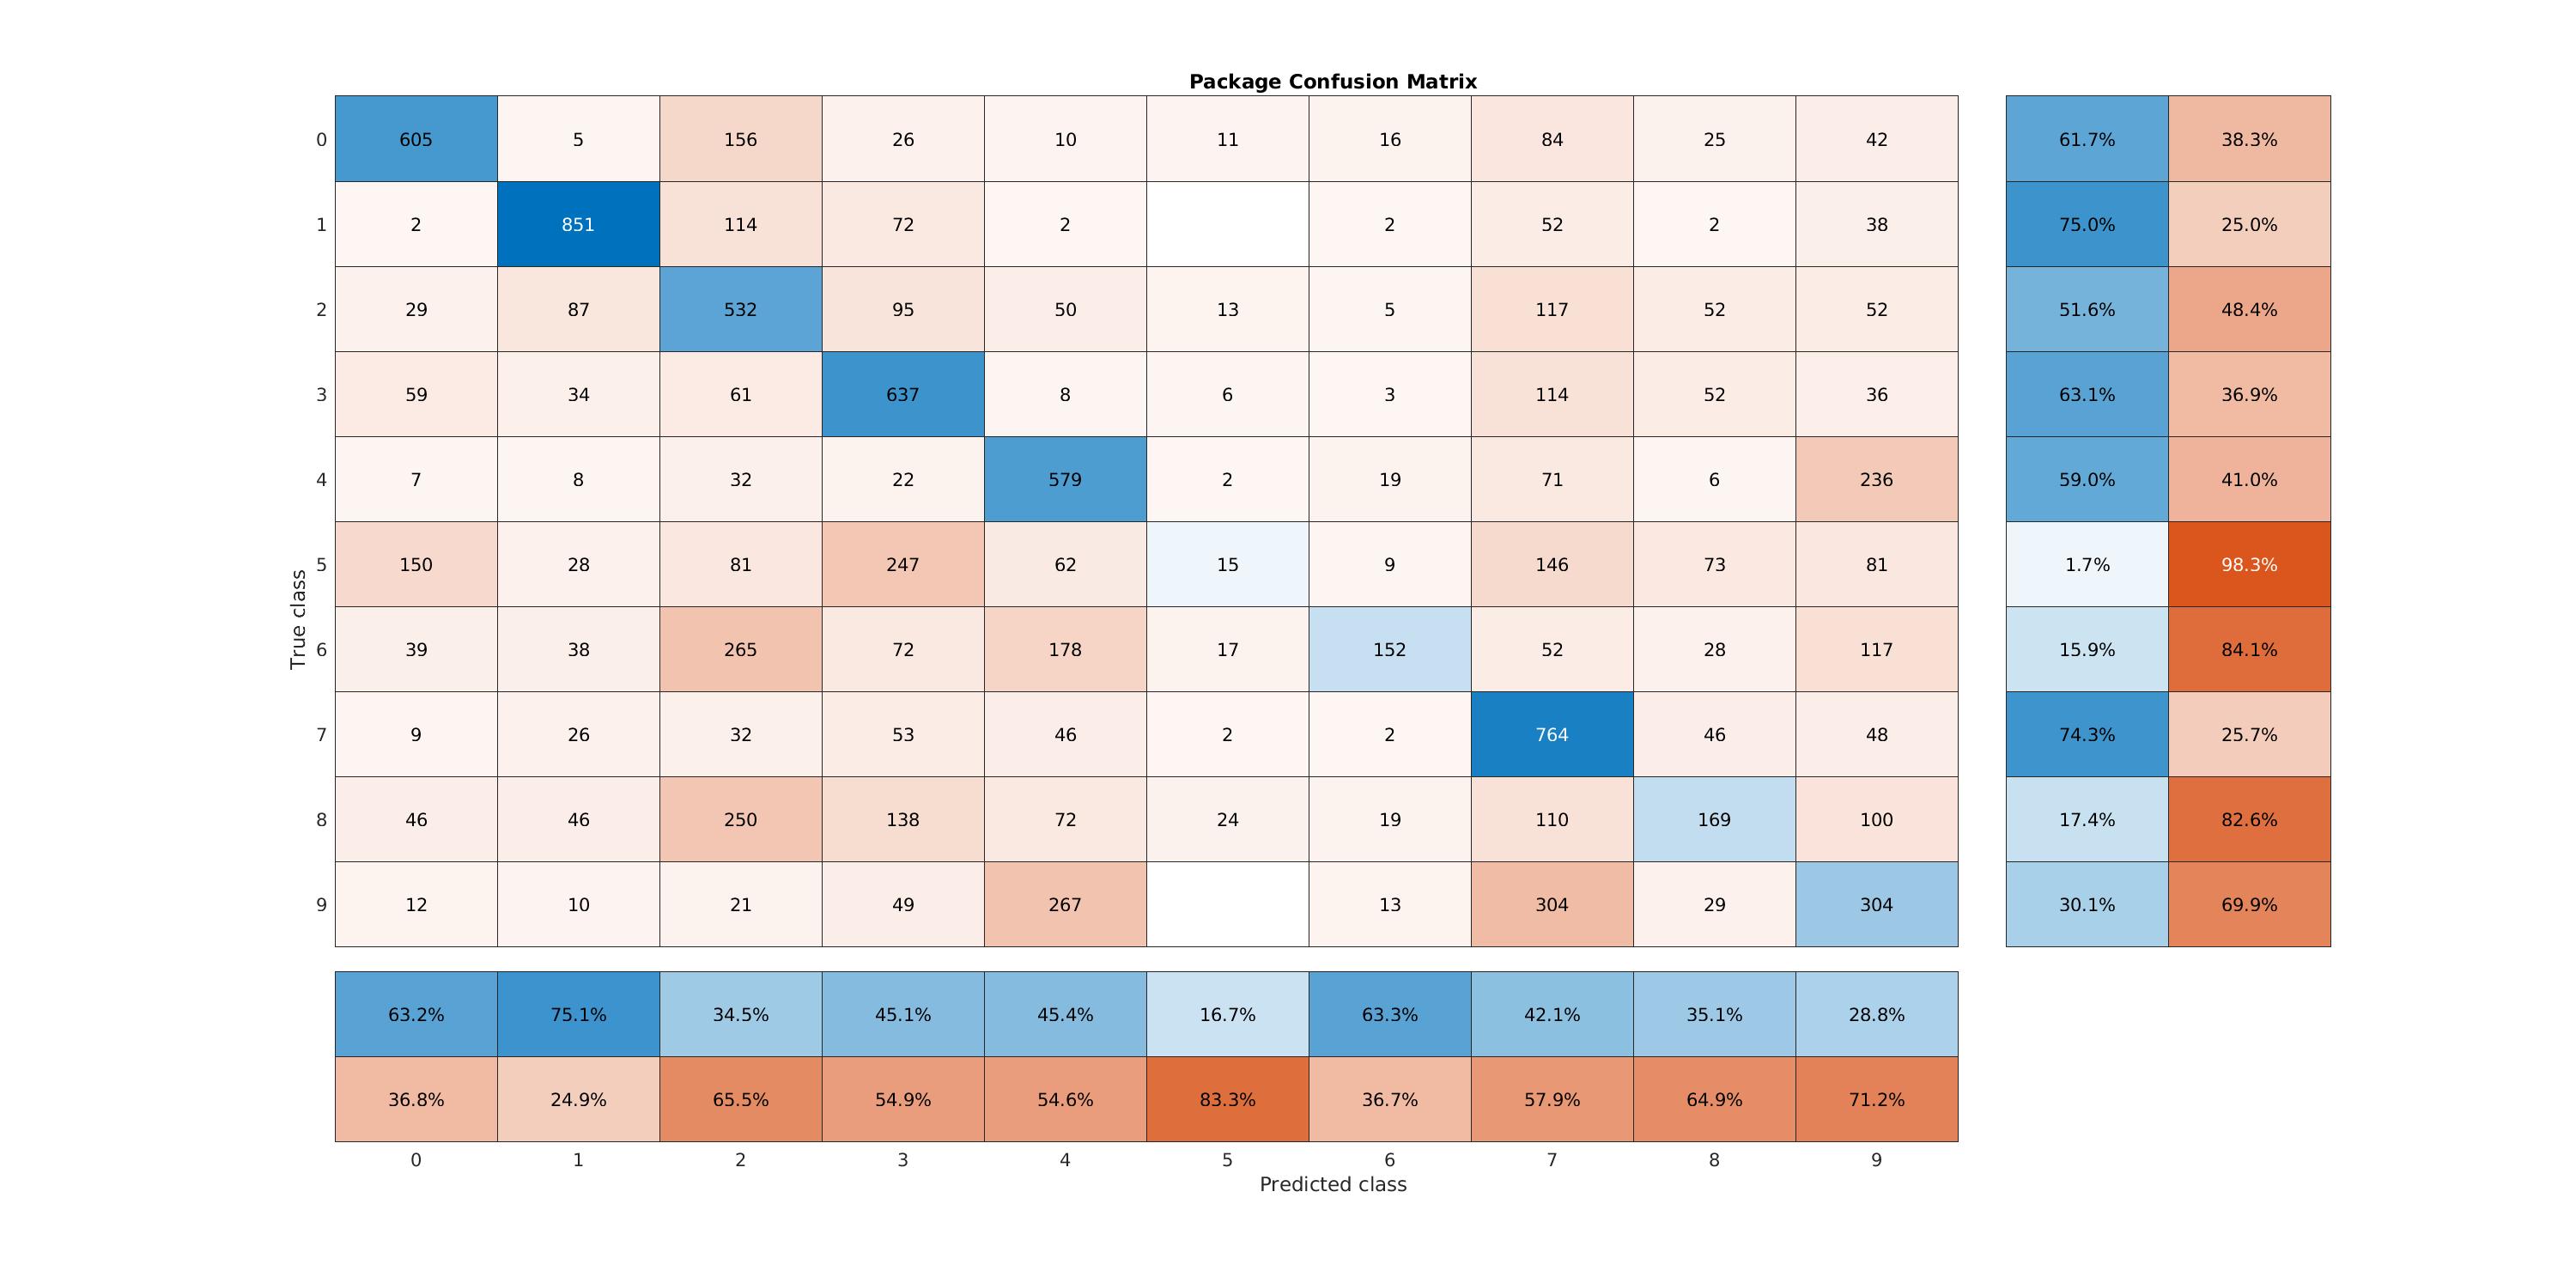 Package Confusion Matrix
0 605 5 156 26 10 11 16 84 25 42 61.7% 38.3%
1 2 851 114 72 2 2 52 2 38 75.0% 25.0%
2 29 87 532 95 50 13 5 117 52 52 51.6% 48.4%
3 59 34 61 637 8 6 3 114 52 36 63.1% 36.9%
4 7 8 32 22 579 2 19 71 6 236 59.0% 41.0%
5 150 28 81 247 62 15 9 146 73 81 1.7% 98.3%
True class
6 39 38 265 72 178 17 152 52 28 117 15.9% 84.1%
7 9 26 32 53 46 2 2 764 46 48 74.3% 25.7%
8 46 46 250 138 72 24 19 110 169 100 17.4% 82.6%
9 12 10 21 49 267 13 304 29 304 30.1% 69.9%
63.2% 75.1% 34.5% 45.1% 45.4% 16.7% 63.3% 42.1% 35.1% 28.8%
36.8% 24.9% 65.5% 54.9% 54.6% 83.3% 36.7% 57.9% 64.9% 71.2%
0 1 2 3 4 5 6 7 8 9
Predicted class